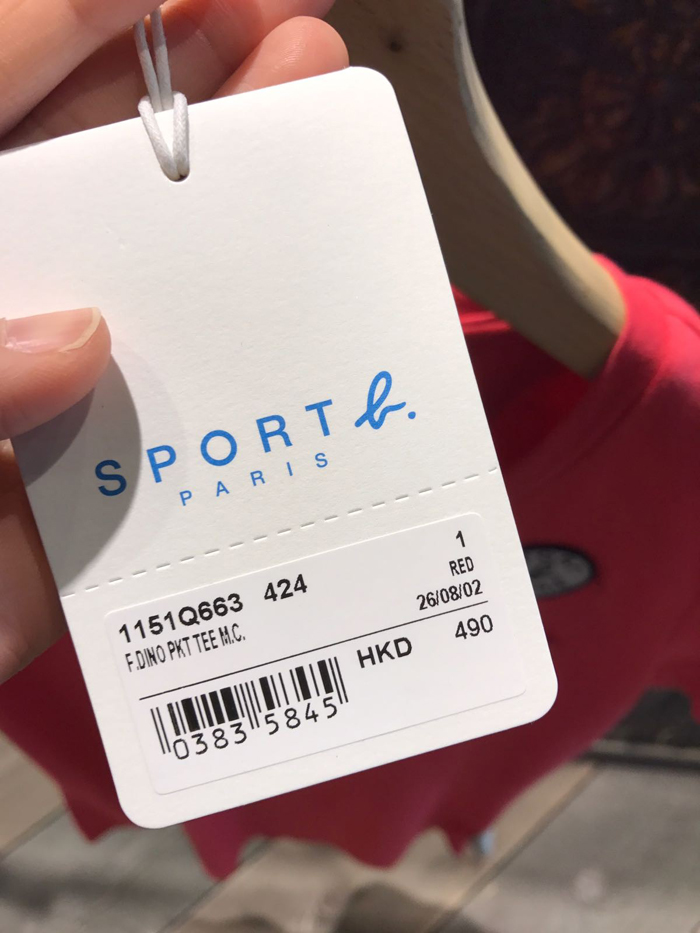 SPORT b.
PARIS
1151Q663 424 1
F.DINO PKT TEE M.C. RED
26/08/02
HKD 490
0383 5845